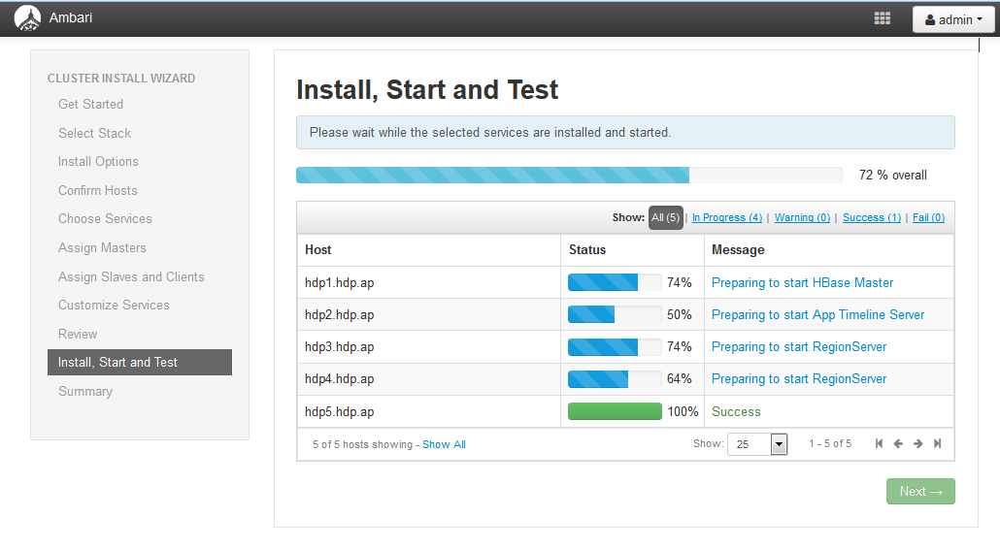 Ambari
admin
CLUSTER INSTALL WIZARD
Get Started
Select Stack
Install Options
Confirm Hosts
Choose Services
Assign Masters
Assign Slaves and Clients
Customize Services
Review
Install, Start and Test
Summary
Install, Start and Test
Please wait while the selected services are installed and started.
72 % overall
Show: All (5) | In Progress (4) | Warning (0) | Success (1) | Fail (0)
Host Status Message
hdp1.hdp.ap 74% Preparing to start HBase Master
hdp2.hdp.ap 50% Preparing to start App Timeline Server
hdp3.hdp.ap 74% Preparing to start RegionServer
hdp4.hdp.ap 64% Preparing to start RegionServer
hdp5.hdp.ap 100% Success
5 of 5 hosts showing - Show All Show: 25 1 - 5 of 5
Next →